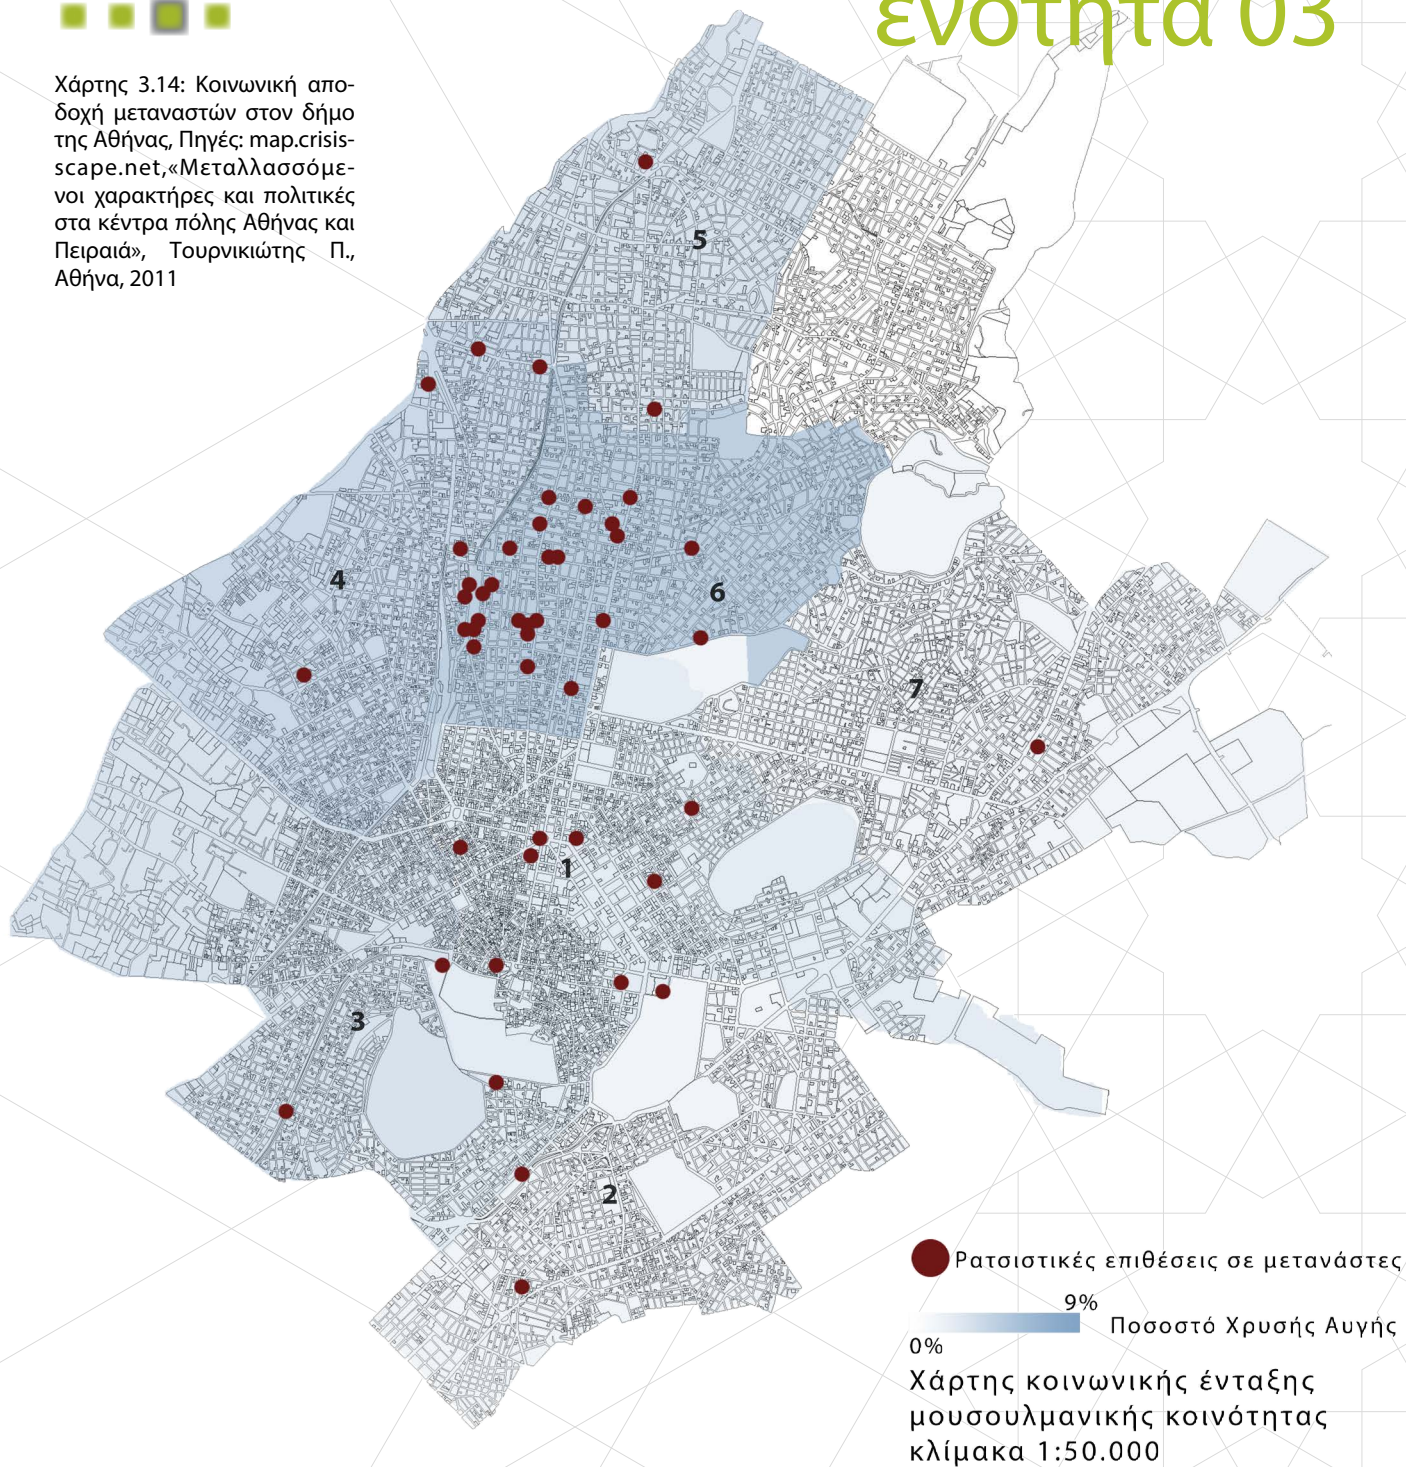 ενότητα 03
Χάρτης 3.14: Κοινωνική απο-
δοχή μεταναστών στον δήμο
της Αθήνας, Πηγές: map.crisis-
scape.net,«Μεταλλασσόμε-
νοι χαρακτήρες και πολιτικές
στα κέντρα πόλης Αθήνας και
Πειραιά», Τουρνικιώτης Π.,
Αθήνα, 2011
5
4
6
7
1
3
2
Ρατσιστικές επιθέσεις σε μετανάστες
9%
Ποσοστό Χρυσής Αυγής
0%
Χάρτης κοινωνικής ένταξης
μουσουλμανικής κοινότητας
κλίμακα 1:50.000